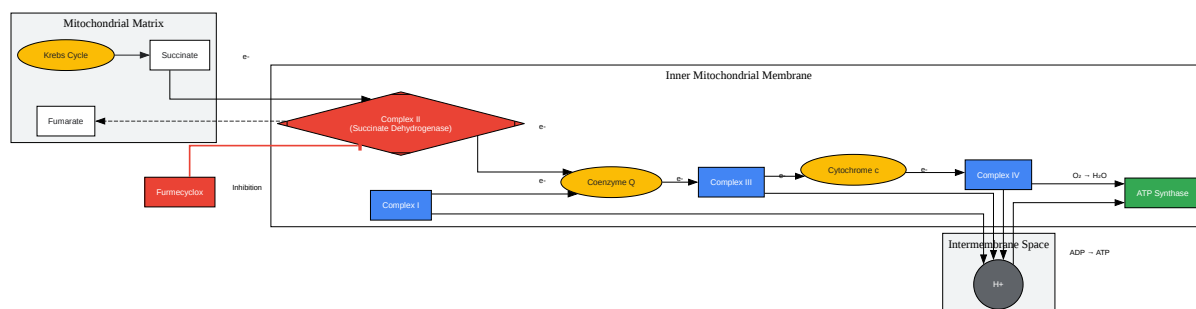 Mitochondrial Matrix
Krebs Cycle
Succinate
e-
Inner Mitochondrial Membrane
Fumarate
Complex II
(Succinate Dehydrogenase)
e-
Furmecyclox
Inhibition
e-
Coenzyme Q
e-
Complex III
e-
Cytochrome c
e-
Complex IV
O₂ → H₂O
ATP Synthase
Complex I
Intermembrane Space
ADP → ATP
H+